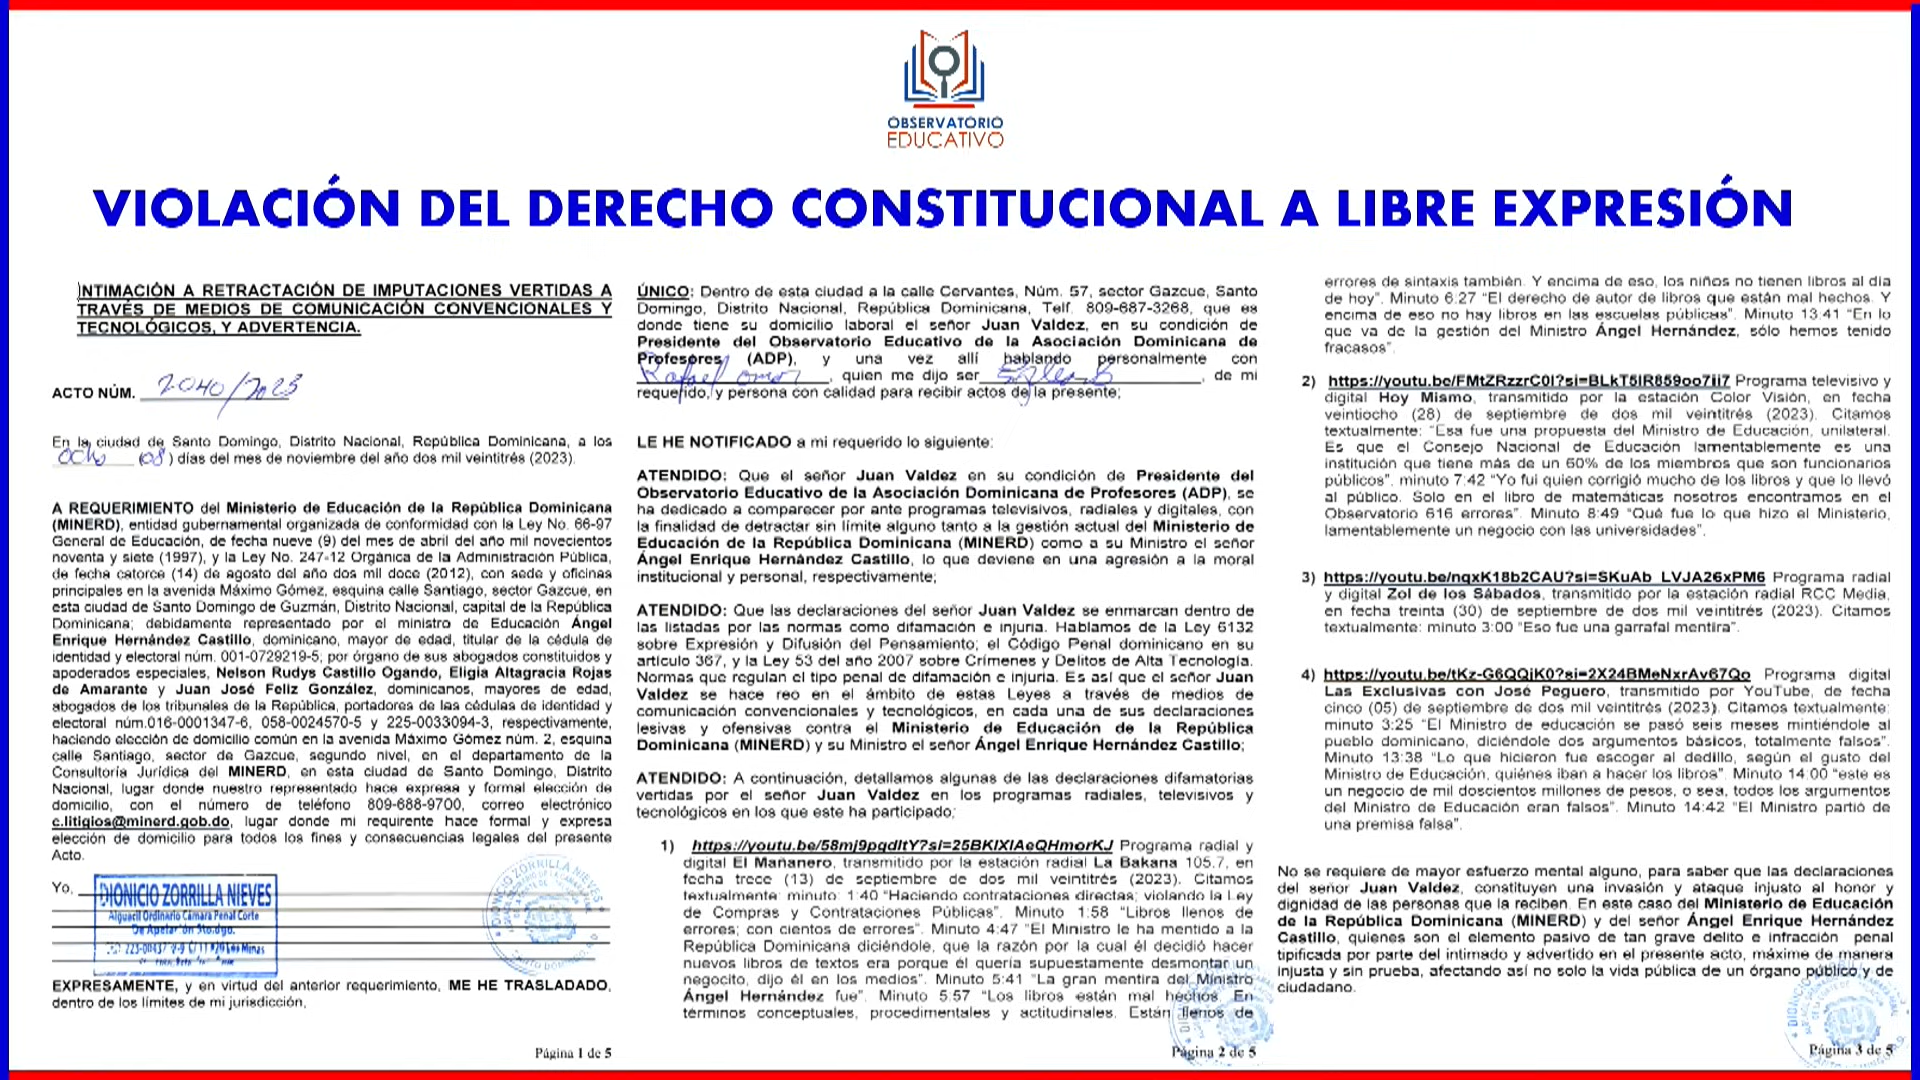 OBSERVATORIO
EDUCATIVO
VIOLACIÓN DEL DERECHO CONSTITUCIONAL A LIBRE EXPRESIÓN
INTIMACIÓN A RETRACTACIÓN DE IMPUTACIONES VERTIDAS A
TRAVÉS DE MEDIOS DE COMUNICACIÓN CONVENCIONALES Y
TECNOLÓGICOS, Y ADVERTENCIA.
ACTO NÚM. 2040/2023
En la ciudad de Santo Domingo, Distrito Nacional, República Dominicana, a los
ocho (08) días del mes de noviembre del año dos mil veintitrés (2023).
A REQUERIMIENTO del Ministerio de Educación de la República Dominicana
(MINERD), entidad gubernamental organizada de conformidad con la Ley No. 66-97
General de Educación, de fecha nueve (9) del mes de abril del año mil novecientos
noventa y siete (1997), y la Ley No. 247-12 Orgánica de la Administración Pública,
de fecha catorce (14) de agosto del año dos mil doce (2012), con sede y oficinas
principales en la avenida Máximo Gómez, esquina calle Santiago, sector Gazcue, en
esta ciudad de Santo Domingo de Guzmán, Distrito Nacional, capital de la República
Dominicana; debidamente representado por el ministro de Educación Ángel
Enrique Hernández Castillo, dominicano, mayor de edad, titular de la cédula de
identidad y electoral núm. 001-0729219-5, por órgano de sus abogados constituidos y
apoderados especiales, Nelson Rudys Castillo Ogando, Eligia Altagracia Rojas
de Amarante y Juan José Feliz González, dominicanos, mayores de edad,
abogados de los tribunales de la República, portadores de las cédulas de identidad y
electoral núm.016-0001347-6, 058-0024570-5 y 225-0033094-3, respectivamente,
haciendo elección de domicilio común en la avenida Máximo Gómez núm. 2, esquina
calle Santiago, sector de Gazcue, segundo nivel, en el departamento de la
Consultoría Jurídica del MINERD, en esta ciudad de Santo Domingo, Distrito
Nacional, lugar donde nuestro representado hace expresa y formal elección de
domicilio, con el número de teléfono 809-688-9700, correo electrónico
c.litigios@minerd.gob.do, lugar donde mi requirente hace formal y expresa
elección de domicilio para todos los fines y consecuencias legales del presente
Acto.
Yo,
DIONICIO ZORRILLA NIEVES
Alguacil Ordinario Cámara Penal Corte
De Apelación Sto.dgo.
EXPRESAMENTE, y en virtud del anterior requerimiento, ME HE TRASLADADO,
dentro de los límites de mi jurisdicción,
Página 1 de 5
ÚNICO: Dentro de esta ciudad a la calle Cervantes, Núm. 57, sector Gazcue, Santo
Domingo, Distrito Nacional, República Dominicana, Telf. 809-687-3268, que es
donde tiene su domicilio laboral el señor Juan Valdez, en su condición de
Presidente del Observatorio Educativo de la Asociación Dominicana de
Profesores (ADP), y una vez allí hablando personalmente con
Rafael, quien me dijo ser, de mi
requerido, y persona con calidad para recibir actos de la presente;
LE HE NOTIFICADO a mi requerido lo siguiente:
ATENDIDO: Que el señor Juan Valdez en su condición de Presidente del
Observatorio Educativo de la Asociación Dominicana de Profesores (ADP), se
ha dedicado a comparecer por ante programas televisivos, radiales y digitales, con
la finalidad de detractar sin límite alguno tanto a la gestión actual del Ministerio de
Educación de la República Dominicana (MINERD) como a su Ministro el señor
Ángel Enrique Hernández Castillo, lo que deviene en una agresión a la moral
institucional y personal, respectivamente;
ATENDIDO: Que las declaraciones del señor Juan Valdez se enmarcan dentro de
las listadas por las normas como difamación e injuria. Hablamos de la Ley 6132
sobre Expresión y Difusión del Pensamiento; el Código Penal dominicano en su
artículo 367, y la Ley 53 del año 2007 sobre Crímenes y Delitos de Alta Tecnología.
Normas que regulan el tipo penal de difamación e injuria. Es así que el señor Juan
Valdez se hace reo en el ámbito de estas Leyes a través de medios de
comunicación convencionales y tecnológicos, en cada una de sus declaraciones
lesivas y ofensivas contra el Ministerio de Educación de la República
Dominicana (MINERD) y su Ministro el señor Ángel Enrique Hernández Castillo;
ATENDIDO: A continuación, detallamos algunas de las declaraciones difamatorias
vertidas por el señor Juan Valdez en los programas radiales, televisivos y
tecnológicos en los que este ha participado;
1) https://youtu.be/58mj9pqdltY?si=25BKIXIAeQHmorKJ Programa radial y
digital El Mañanero, transmitido por la estación radial La Bakana 105.7, en
fecha trece (13) de septiembre de dos mil veintitrés (2023). Citamos
textualmente: minuto: 1:40 "Haciendo contrataciones directas; violando la Ley
de Compras y Contrataciones Públicas". Minuto 1:58 "Libros llenos de
errores; con cientos de errores". Minuto 4:47 "El Ministro le ha mentido a la
República Dominicana diciéndole, que la razón por la cual él decidió hacer
nuevos libros de textos era porque él quería supuestamente desmontar un
negocito, dijo él en los medios". Minuto 5:41 "La gran mentira del Ministro
Ángel Hernández fue". Minuto 5:57 "Los libros están mal hechos. En
términos conceptuales, procedimentales y actitudinales. Están llenos de
Página 2 de 5
errores de sintaxis también. Y encima de eso, los niños no tienen libros al día
de hoy". Minuto 6:27 "El derecho de autor de libros que están mal hechos. Y
encima de eso no hay libros en las escuelas públicas". Minuto 13:41 "En lo
que va de la gestión del Ministro Ángel Hernández, sólo hemos tenido
fracasos".
2) https://youtu.be/FMtZRzzrC0I?si=BLkT5IR859oo7ii7 Programa televisivo y
digital Hoy Mismo, transmitido por la estación Color Visión, en fecha
veintiocho (28) de septiembre de dos mil veintitrés (2023). Citamos
textualmente: "Esa fue una propuesta del Ministro de Educación, unilateral.
Es que el Consejo Nacional de Educación lamentablemente es una
institución que tiene más de un 60% de los miembros que son funcionarios
públicos". minuto 7:42 "Yo fui quien corrigió mucho de los libros y que lo llevó
al público. Solo en el libro de matemáticas nosotros encontramos en el
Observatorio 616 errores". Minuto 8:49 "Qué fue lo que hizo el Ministerio,
lamentablemente un negocio con las universidades".
3) https://youtu.be/nqxK18b2CAU?si=SKuAb_LVJA26xPM6 Programa radial
y digital Zol de los Sábados, transmitido por la estación radial RCC Media,
en fecha treinta (30) de septiembre de dos mil veintitrés (2023). Citamos
textualmente: minuto 3:00 "Eso fue una garrafal mentira".
4) https://youtu.be/tKz-G6QQjK0?si=2X24BMeNxrAv67Qo Programa digital
Las Exclusivas con José Peguero, transmitido por YouTube, de fecha
cinco (05) de septiembre de dos mil veintitrés (2023). Citamos textualmente:
minuto 3:25 "El Ministro de educación se pasó seis meses mintiéndole al
pueblo dominicano, diciéndole dos argumentos básicos, totalmente falsos".
Minuto 13:38 "Lo que hicieron fue escoger al dedillo, según el gusto del
Ministro de Educación, quiénes iban a hacer los libros". Minuto 14:00 "este es
un negocio de mil doscientos millones de pesos, o sea, todos los argumentos
del Ministro de Educación eran falsos". Minuto 14:42 "El Ministro partió de
una premisa falsa".
No se requiere de mayor esfuerzo mental alguno, para saber que las declaraciones
del señor Juan Valdez, constituyen una invasión y ataque injusto al honor y
dignidad de las personas que la reciben. En este caso del Ministerio de Educación
de la República Dominicana (MINERD) y del señor Ángel Enrique Hernández
Castillo, quienes son el elemento pasivo de tan grave delito e infracción penal
tipificada por parte del intimado y advertido en el presente acto, máxime de manera
injusta y sin prueba, afectando así no solo la vida pública de un órgano público y de
ciudadano.
Página 3 de 5